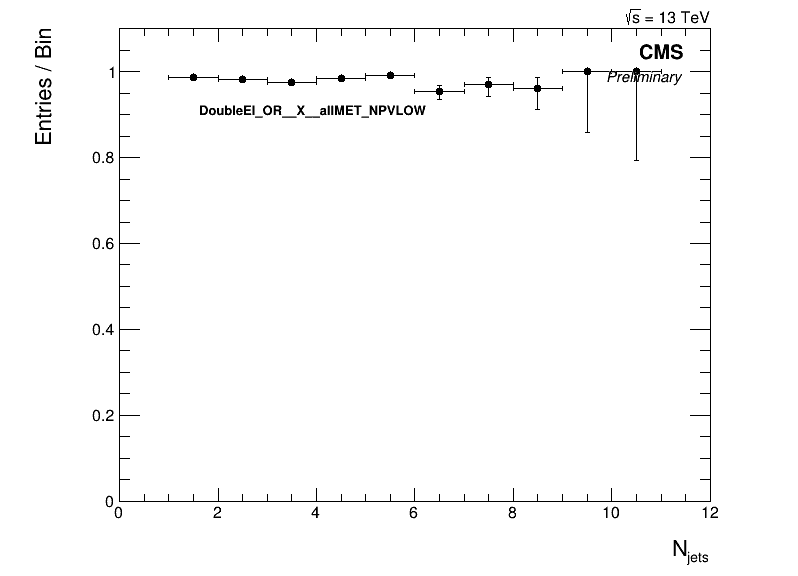 √s = 13 TeV
CMS
Preliminary
DoubleEl_OR__X__allMET_NPVLOW
Entries / Bin
1
0.8
0.6
0.4
0.2
0
0 2 4 6 8 10 12
N_jets